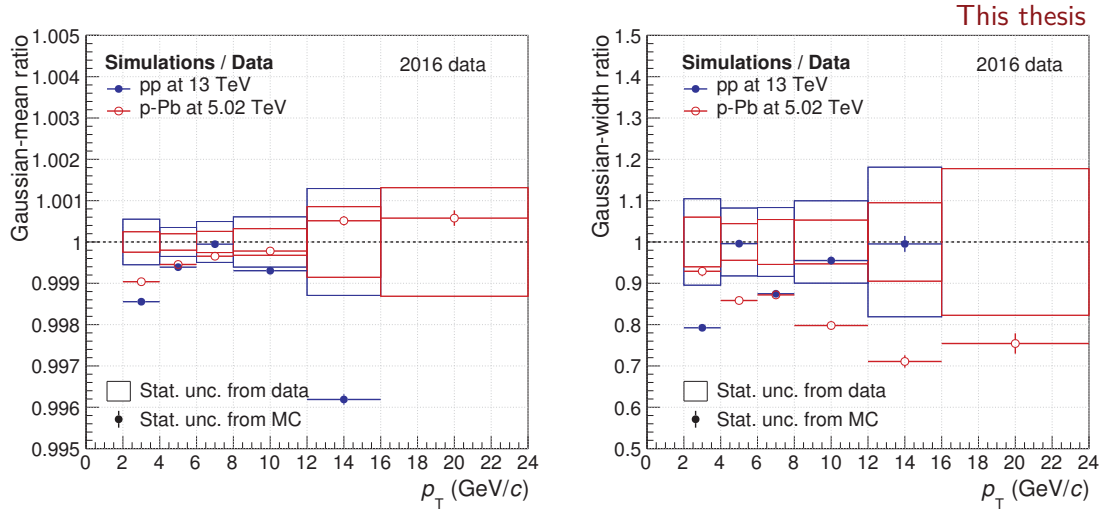 This thesis
Gaussian-mean ratio
1.005
1.004
1.003
1.002
1.001
1
0.999
0.998
0.997
0.996
0.995
Simulations / Data
2016 data
pp at 13 TeV
p-Pb at 5.02 TeV
Stat. unc. from data
Stat. unc. from MC
0 2 4 6 8 10 12 14 16 18 20 22 24
p_T (GeV/c)
Gaussian-width ratio
1.5
1.4
1.3
1.2
1.1
1
0.9
0.8
0.7
0.6
0.5
Simulations / Data
2016 data
pp at 13 TeV
p-Pb at 5.02 TeV
Stat. unc. from data
Stat. unc. from MC
0 2 4 6 8 10 12 14 16 18 20 22 24
p_T (GeV/c)